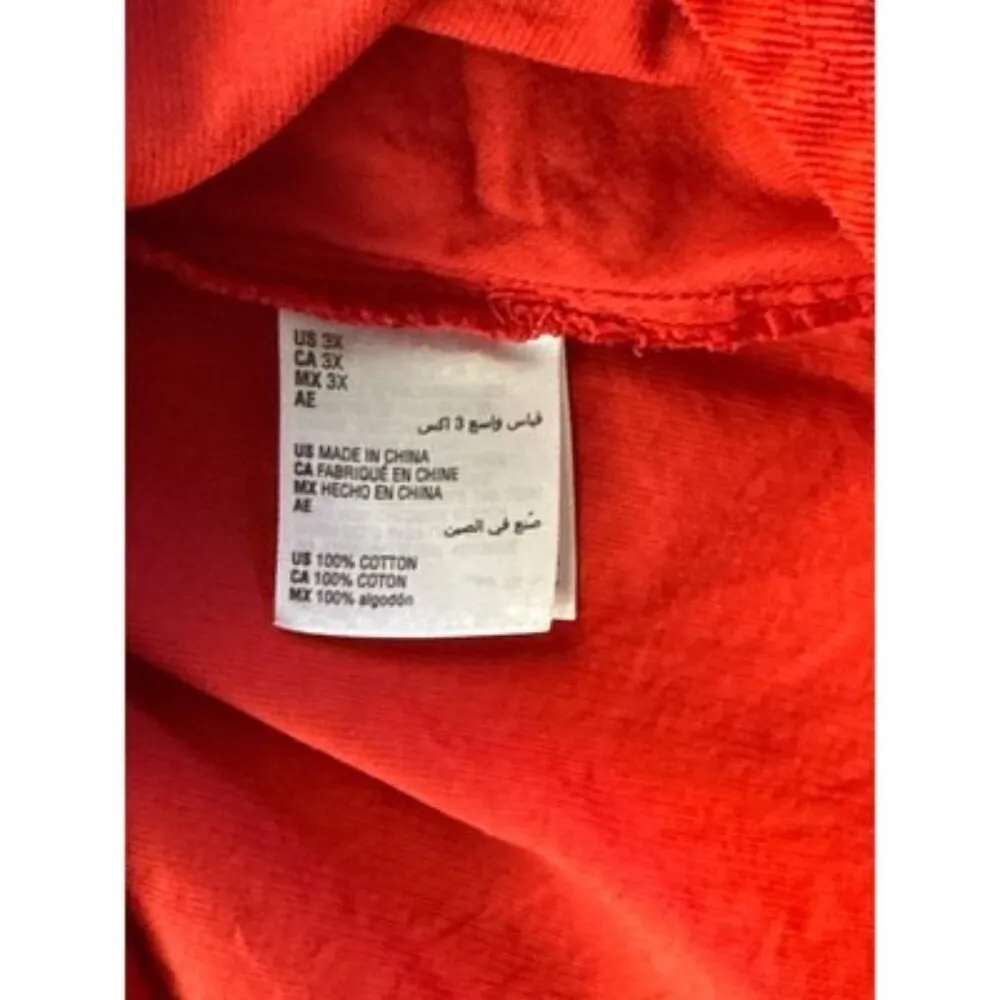 US 3X
CA 3X
MX 3X
AE
قياس واسع 3 اكس
US MADE IN CHINA
CA FABRIQUÉ EN CHINE
MX HECHO EN CHINA
AE
صنع في الصين
US 100% COTTON
CA 100% COTON
MX 100% algodón